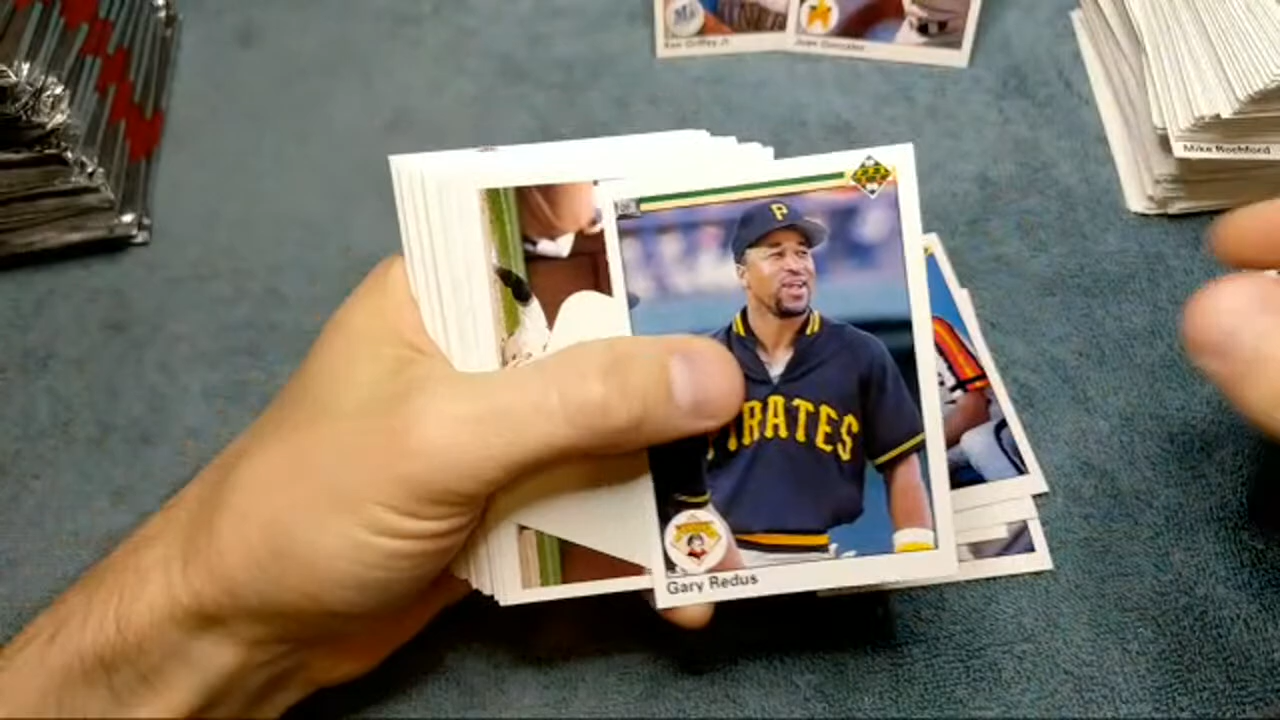 Ken Griffey Jr.
Juan Gonzalez
Mike Rochford
P
PIRATES
Gary Redus